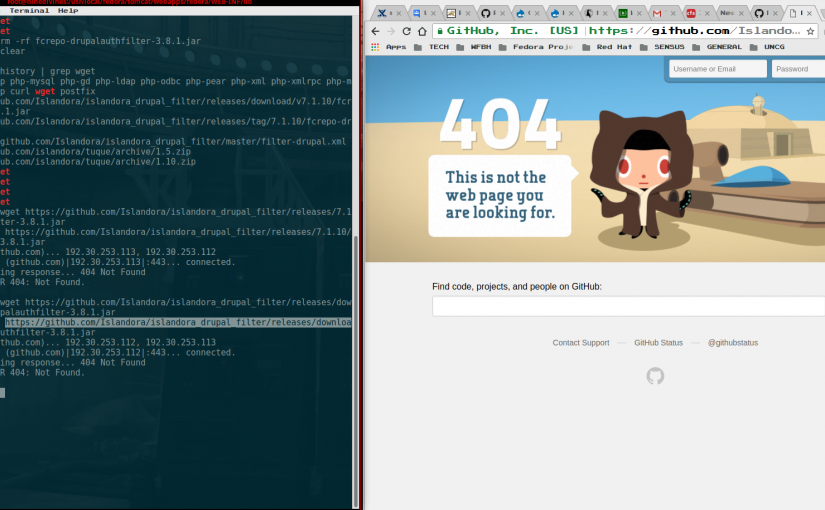 Terminal Help
et
et
rm -rf fcrepo-drupalauthfilter-3.8.1.jar
clear
history | grep wget
p php-mysql php-gd php-ldap php-odbc php-pear php-xml php-xmlrpc php-m
p curl wget postfix
ub.com/Islandora/islandora_drupal_filter/releases/download/v7.1.10/fcr
.1.jar
ub.com/Islandora/islandora_drupal_filter/releases/tag/7.1.10/fcrepo-dr
github.com/Islandora/islandora_drupal_filter/master/filter-drupal.xml
ub.com/islandora/tuque/archive/1.5.zip
ub.com/islandora/tuque/archive/1.10.zip
et
et
et
et
wget https://github.com/Islandora/islandora_drupal_filter/releases/7.1
ter-3.8.1.jar
https://github.com/Islandora/islandora_drupal_filter/releases/7.1.10/
3.8.1.jar
thub.com)... 192.30.253.113, 192.30.253.112
(github.com)|192.30.253.113|:443... connected.
ing response... 404 Not Found
R 404: Not Found.
wget https://github.com/Islandora/islandora_drupal_filter/releases/dow
palauthfilter-3.8.1.jar
https://github.com/Islandora/islandora_drupal_filter/releases/downloa
uthfilter-3.8.1.jar
thub.com)... 192.30.253.112, 192.30.253.113
(github.com)|192.30.253.112|:443... connected.
ing response... 404 Not Found
R 404: Not Found.
GitHub, Inc. [US] https://github.com/Islando...
Apps TECH WFBH Fedora Proje Red Hat SENSUS GENERAL UNCG
Username or Email Password
404
This is not the
web page you
are looking for.
Find code, projects, and people on GitHub:
Contact Support — GitHub Status — @githubstatus